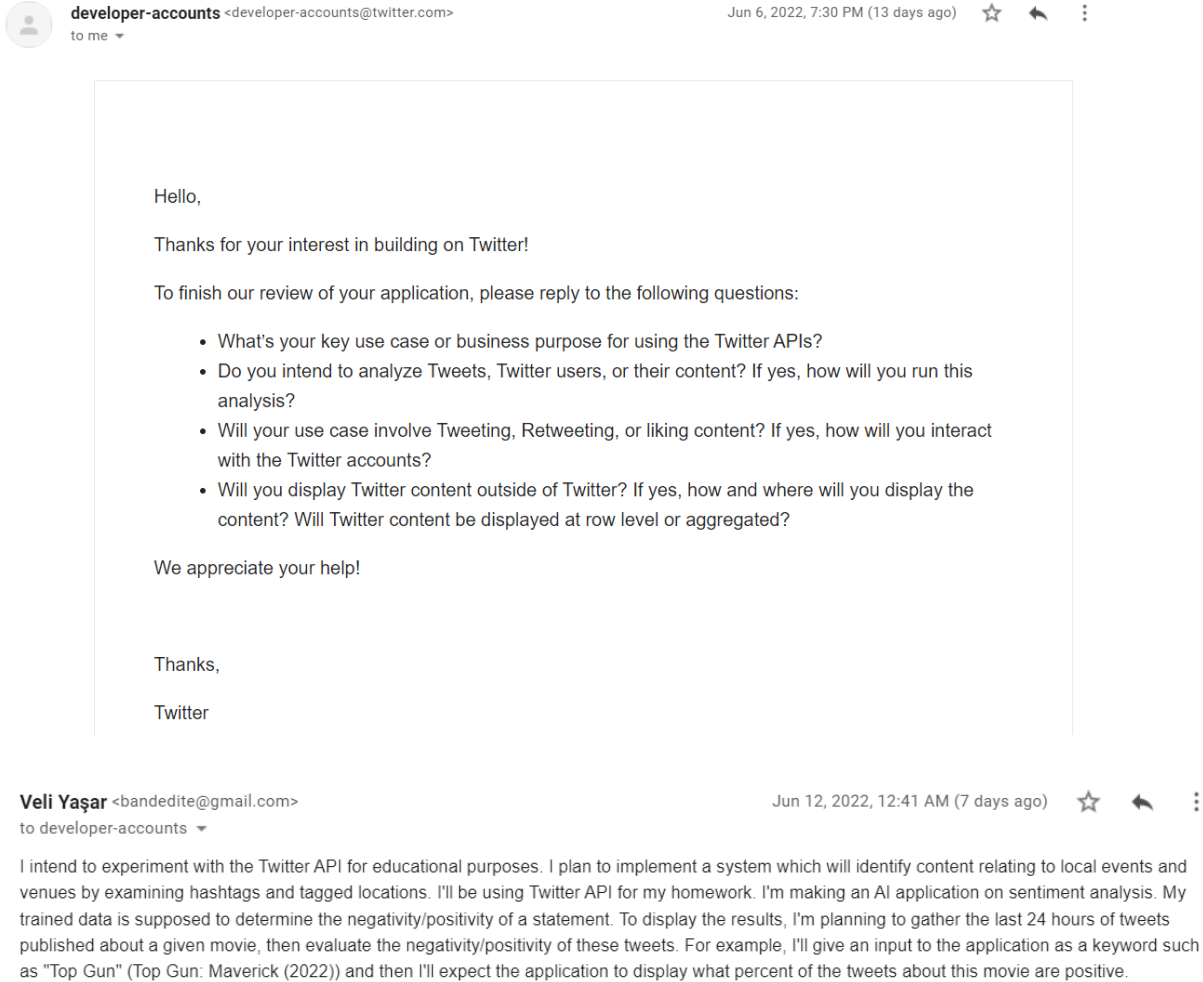 developer-accounts <developer-accounts@twitter.com> Jun 6, 2022, 7:30 PM (13 days ago)
to me
Hello,
Thanks for your interest in building on Twitter!
To finish our review of your application, please reply to the following questions:
• What's your key use case or business purpose for using the Twitter APIs?
• Do you intend to analyze Tweets, Twitter users, or their content? If yes, how will you run this
analysis?
• Will your use case involve Tweeting, Retweeting, or liking content? If yes, how will you interact
with the Twitter accounts?
• Will you display Twitter content outside of Twitter? If yes, how and where will you display the
content? Will Twitter content be displayed at row level or aggregated?
We appreciate your help!
Thanks,
Twitter
Veli Yaşar <bandedite@gmail.com> Jun 12, 2022, 12:41 AM (7 days ago)
to developer-accounts
I intend to experiment with the Twitter API for educational purposes. I plan to implement a system which will identify content relating to local events and
venues by examining hashtags and tagged locations. I'll be using Twitter API for my homework. I'm making an AI application on sentiment analysis. My
trained data is supposed to determine the negativity/positivity of a statement. To display the results, I'm planning to gather the last 24 hours of tweets
published about a given movie, then evaluate the negativity/positivity of these tweets. For example, I'll give an input to the application as a keyword such
as "Top Gun" (Top Gun: Maverick (2022)) and then I'll expect the application to display what percent of the tweets about this movie are positive.